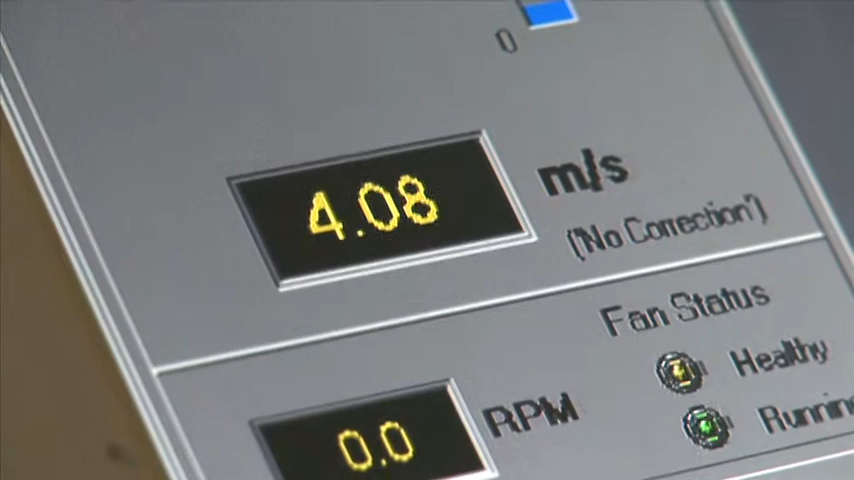 0
4.08 m/s
('No Correction')
Fan Status
Healthy
0.0 RPM
Running